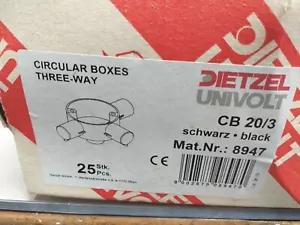 CIRCULAR BOXES
THREE-WAY
DIETZEL
UNIVOLT
CB 20/3
schwarz • black
Mat.Nr.: 8947
25 Stk.
Pcs.
CE